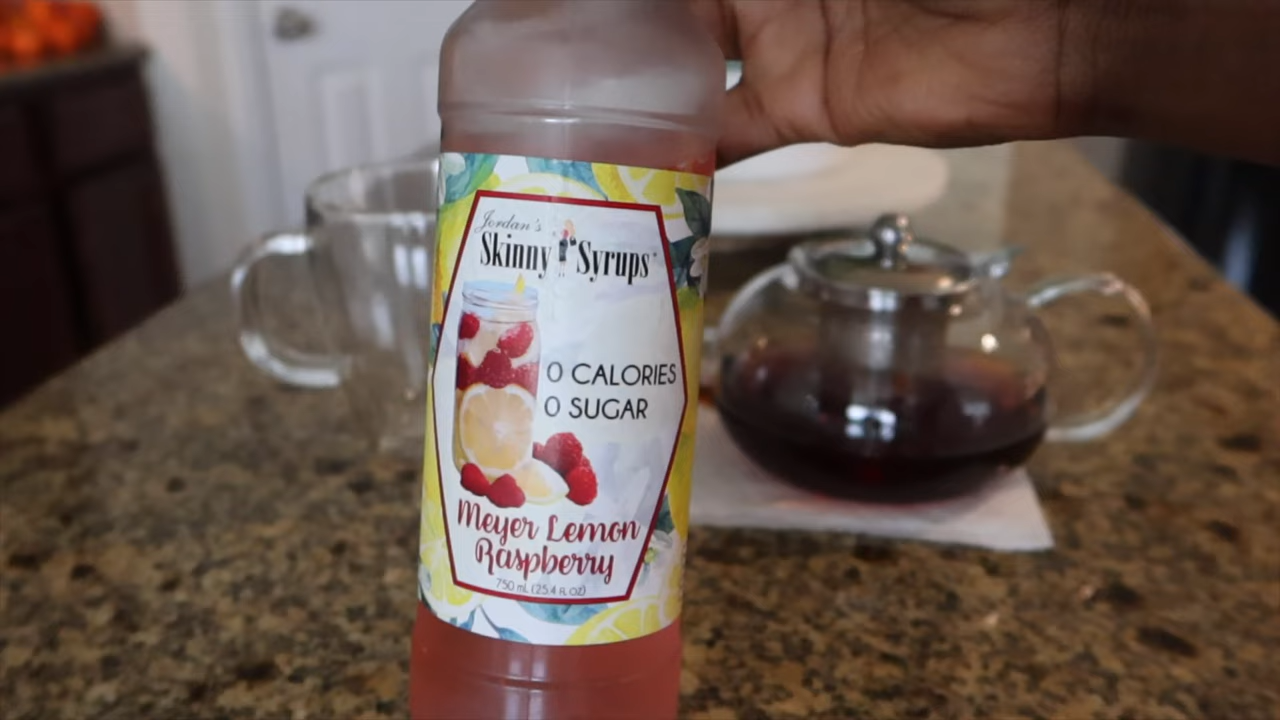 Jordan's
Skinny Syrups
0 CALORIES
0 SUGAR
Meyer Lemon
Raspberry
750 mL (25.4 FL OZ)